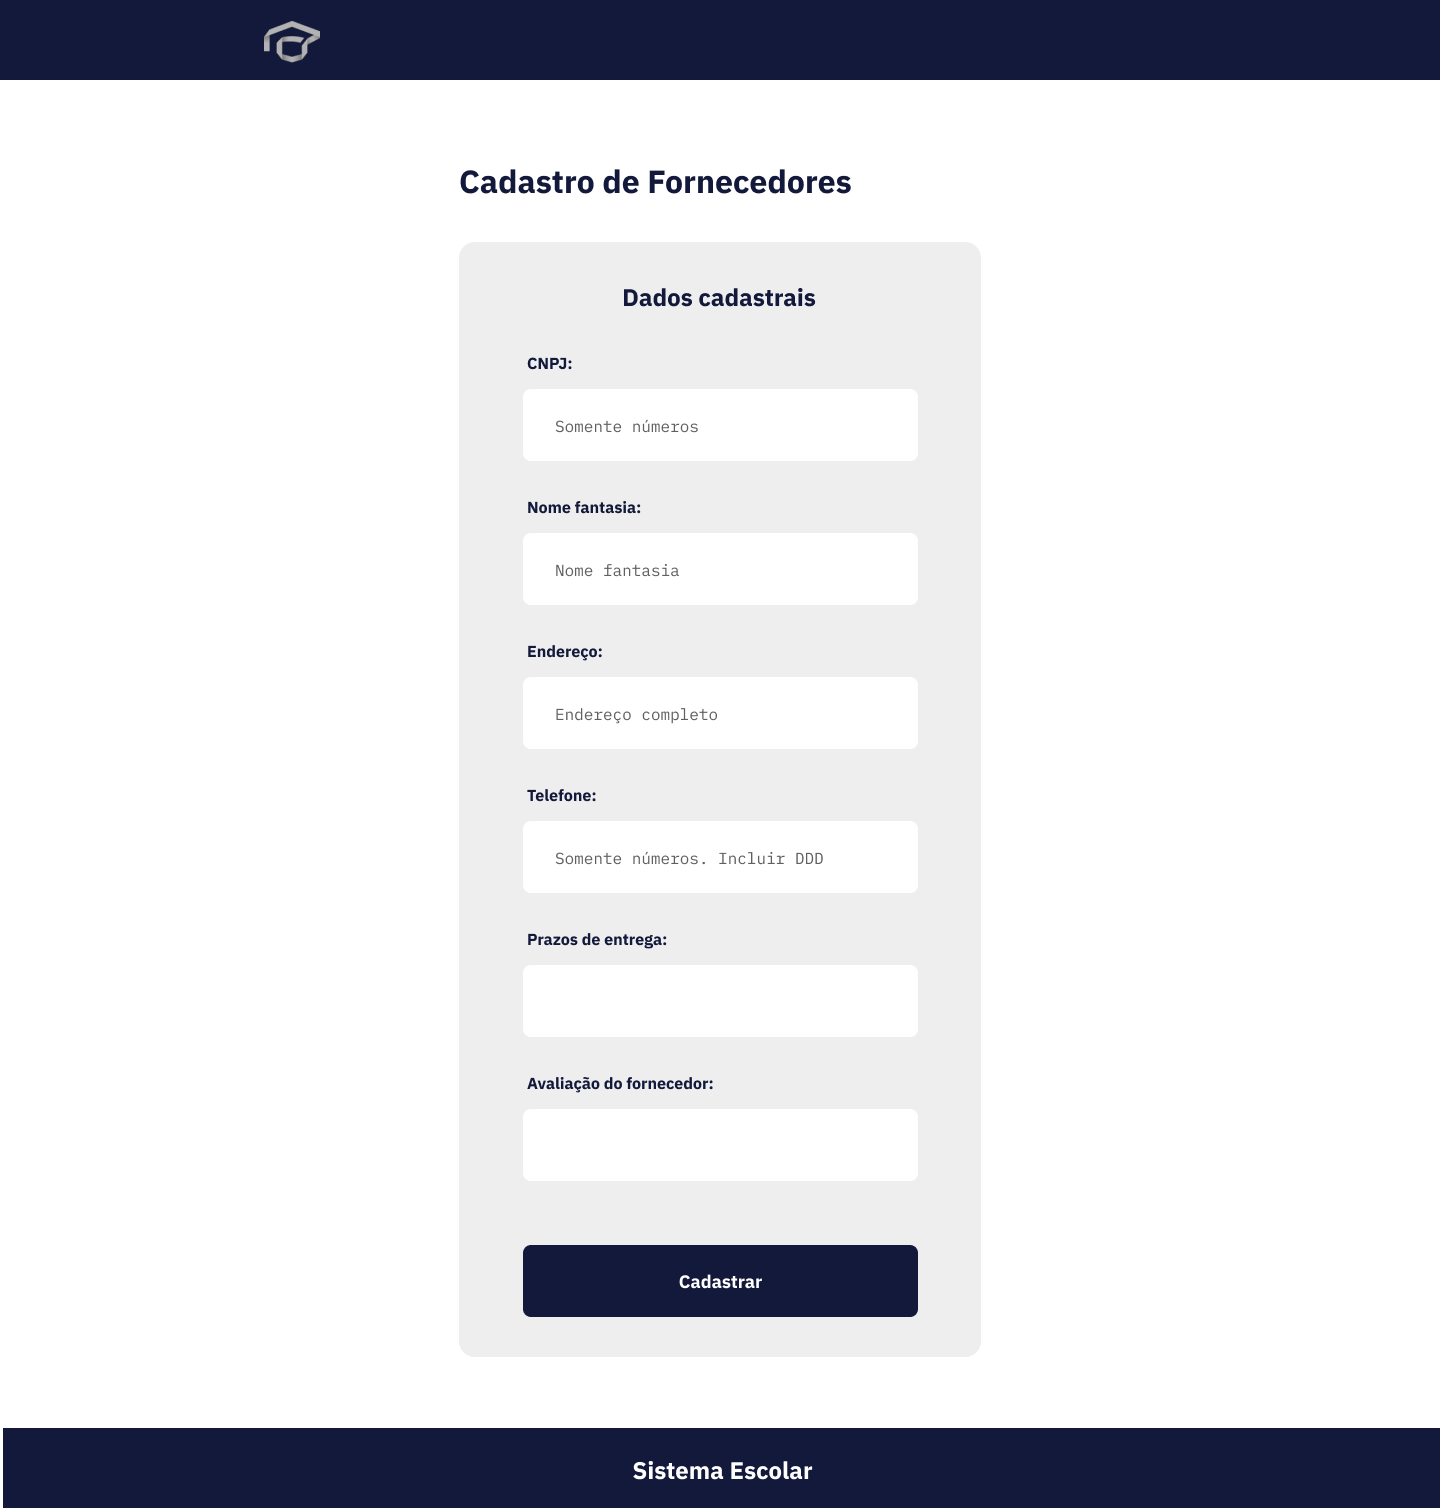 Cadastro de Fornecedores
Dados cadastrais
CNPJ:
Somente números
Nome fantasia:
Nome fantasia
Endereço:
Endereço completo
Telefone:
Somente números. Incluir DDD
Prazos de entrega:
Avaliação do fornecedor:
Cadastrar
Sistema Escolar